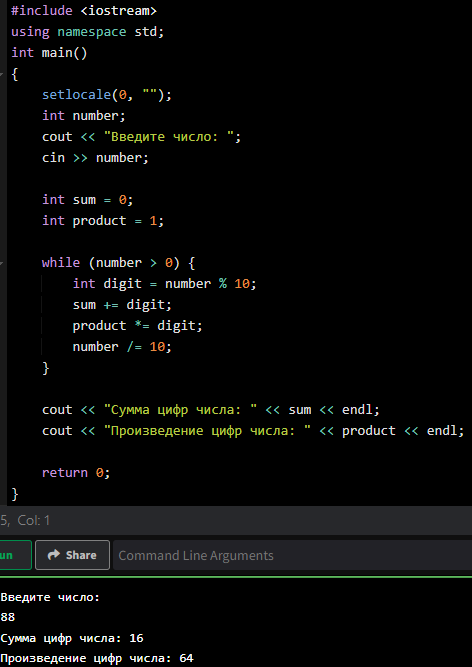 #include <iostream>
using namespace std;
int main()
{
    setlocale(0, "");
    int number;
    cout << "Введите число: ";
    cin >> number;

    int sum = 0;
    int product = 1;

    while (number > 0) {
        int digit = number % 10;
        sum += digit;
        product *= digit;
        number /= 10;
    }

    cout << "Сумма цифр числа: " << sum << endl;
    cout << "Произведение цифр числа: " << product << endl;

    return 0;
}
5, Col: 1
un Share Command Line Arguments
Введите число:
88
Сумма цифр числа: 16
Произведение цифр числа: 64